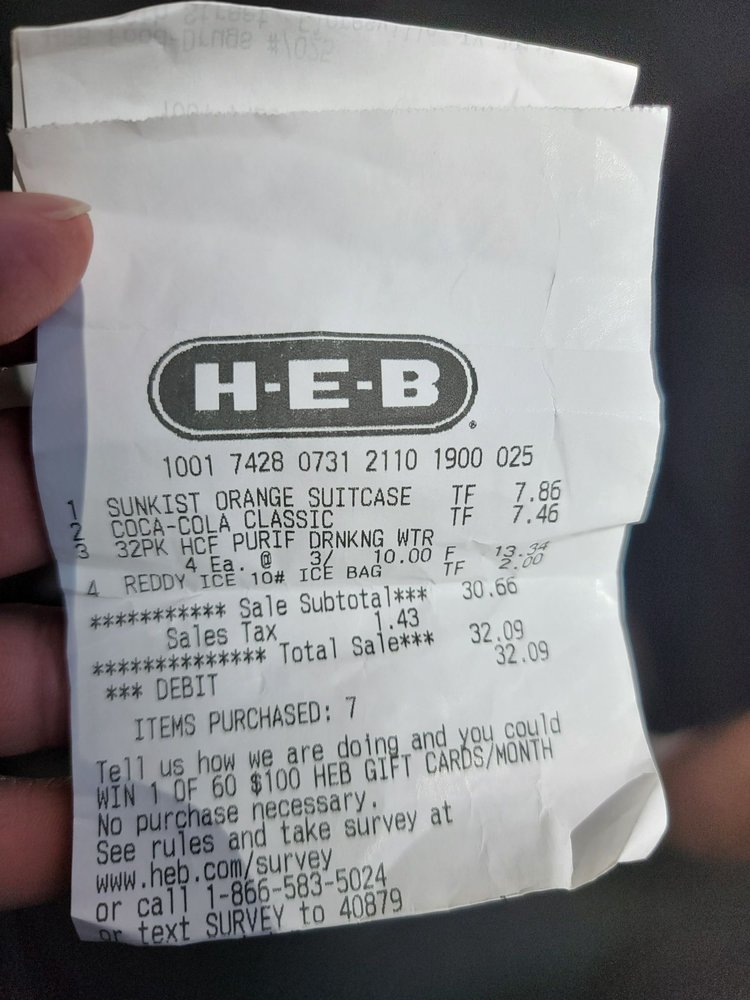 H-E-B
1001 7428 0731 2110 1900 025
1 SUNKIST ORANGE SUITCASE TF 7.86
2 COCA-COLA CLASSIC TF 7.46
3 32PK HCF PURIF DRNKNG WTR
4 Ea. @ 3/ 10.00 F 13.34
4 REDDY ICE 10# ICE BAG TF 2.00
*********** Sale Subtotal*** 30.66
Sales Tax 1.43
************** Total Sale*** 32.09
*** DEBIT 32.09
ITEMS PURCHASED: 7
Tell us how we are doing and you could
WIN 1 OF 60 $100 HEB GIFT CARDS/MONTH
No purchase necessary.
See rules and take survey at
www.heb.com/survey
or call 1-866-583-5024
or text SURVEY to 40879